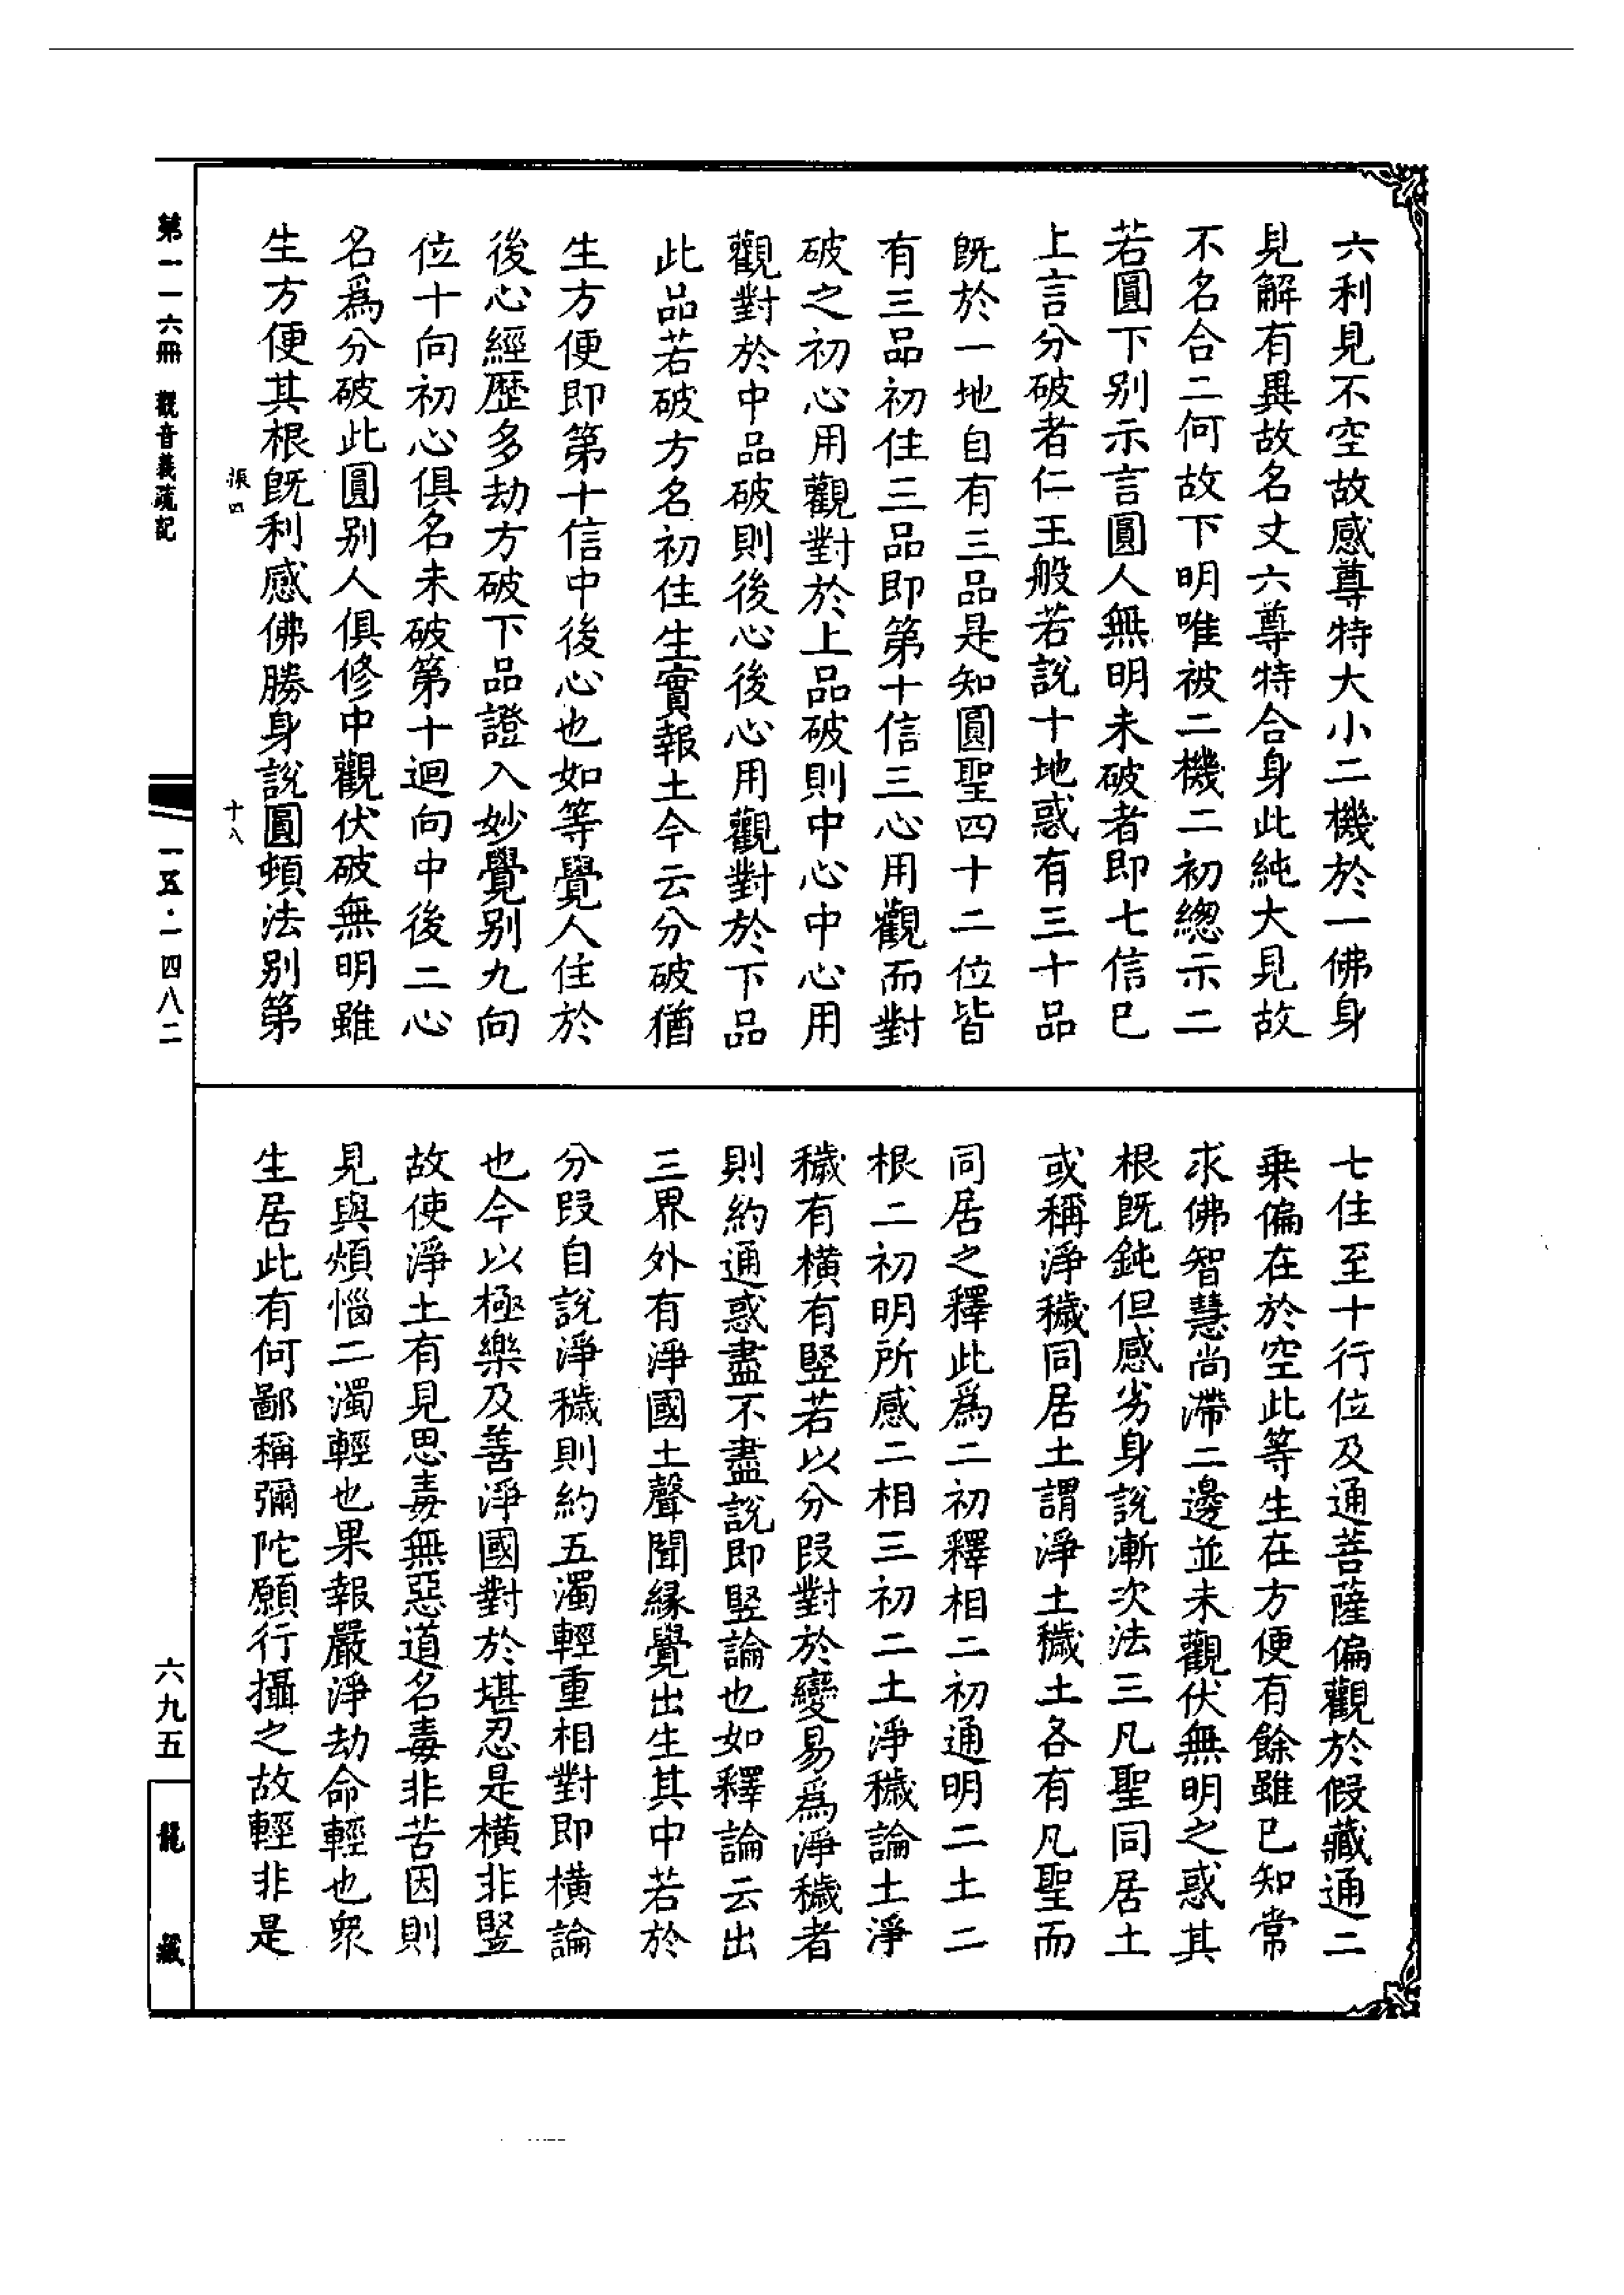 六利見不空故感尊特大小二機於一佛身
見解有異故名丈六尊特合身此純大見故
不名合二何故下明唯被二機二初總示二
若圓下別示言圓人無明未破者即七信已
上言分破者仁王般若說十地惑有三十品
既於一地自有三品是知圓聖四十二位皆
有三品初住三品即第十信三心用觀而對
破之初心用觀對於上品破則中心中心用
觀對於中品破則後心後心用觀對於下品
此品若破方名初住生實報土今云分破猶
生方便即第十信中後心也如等覺人住於
後心經歷多劫方破下品證入妙覺別九向
位十向初心俱名未破第十迴向中後二心
名為分破此圓別人俱修中觀伏破無明雖
生方便其根既利感佛勝身說圓頓法別第
張四
十八
七住至十行位及通菩薩偏觀於假藏通二
乘偏在於空此等生在方便有餘雖已知常
求佛智慧尚滯二邊並未觀伏無明之惑其
根既鈍但感劣身說漸次法三凡聖同居土
或稱淨穢同居土謂淨土穢土各有凡聖而
同居之釋此為二初釋相二初通明二土二
根二初明所感二相三初二土淨穢論土淨
穢有橫有豎若以分段對於變易為淨穢者
則約通惑盡不盡說即豎論也如釋論云出
三界外有淨國土聲聞緣覺出生其中若於
分段自說淨穢則約五濁輕重相對即橫論
也今以極樂及善淨國對於堪忍是橫非豎
故使淨土有見思毒無惡道名毒非苦因則
見與煩惱二濁輕也果報嚴淨劫命輕也衆
生居此有何鄙稱彌陀願行攝之故輕非是
第一一六冊 觀音義疏記
一五·一四八二
六九五
龍藏